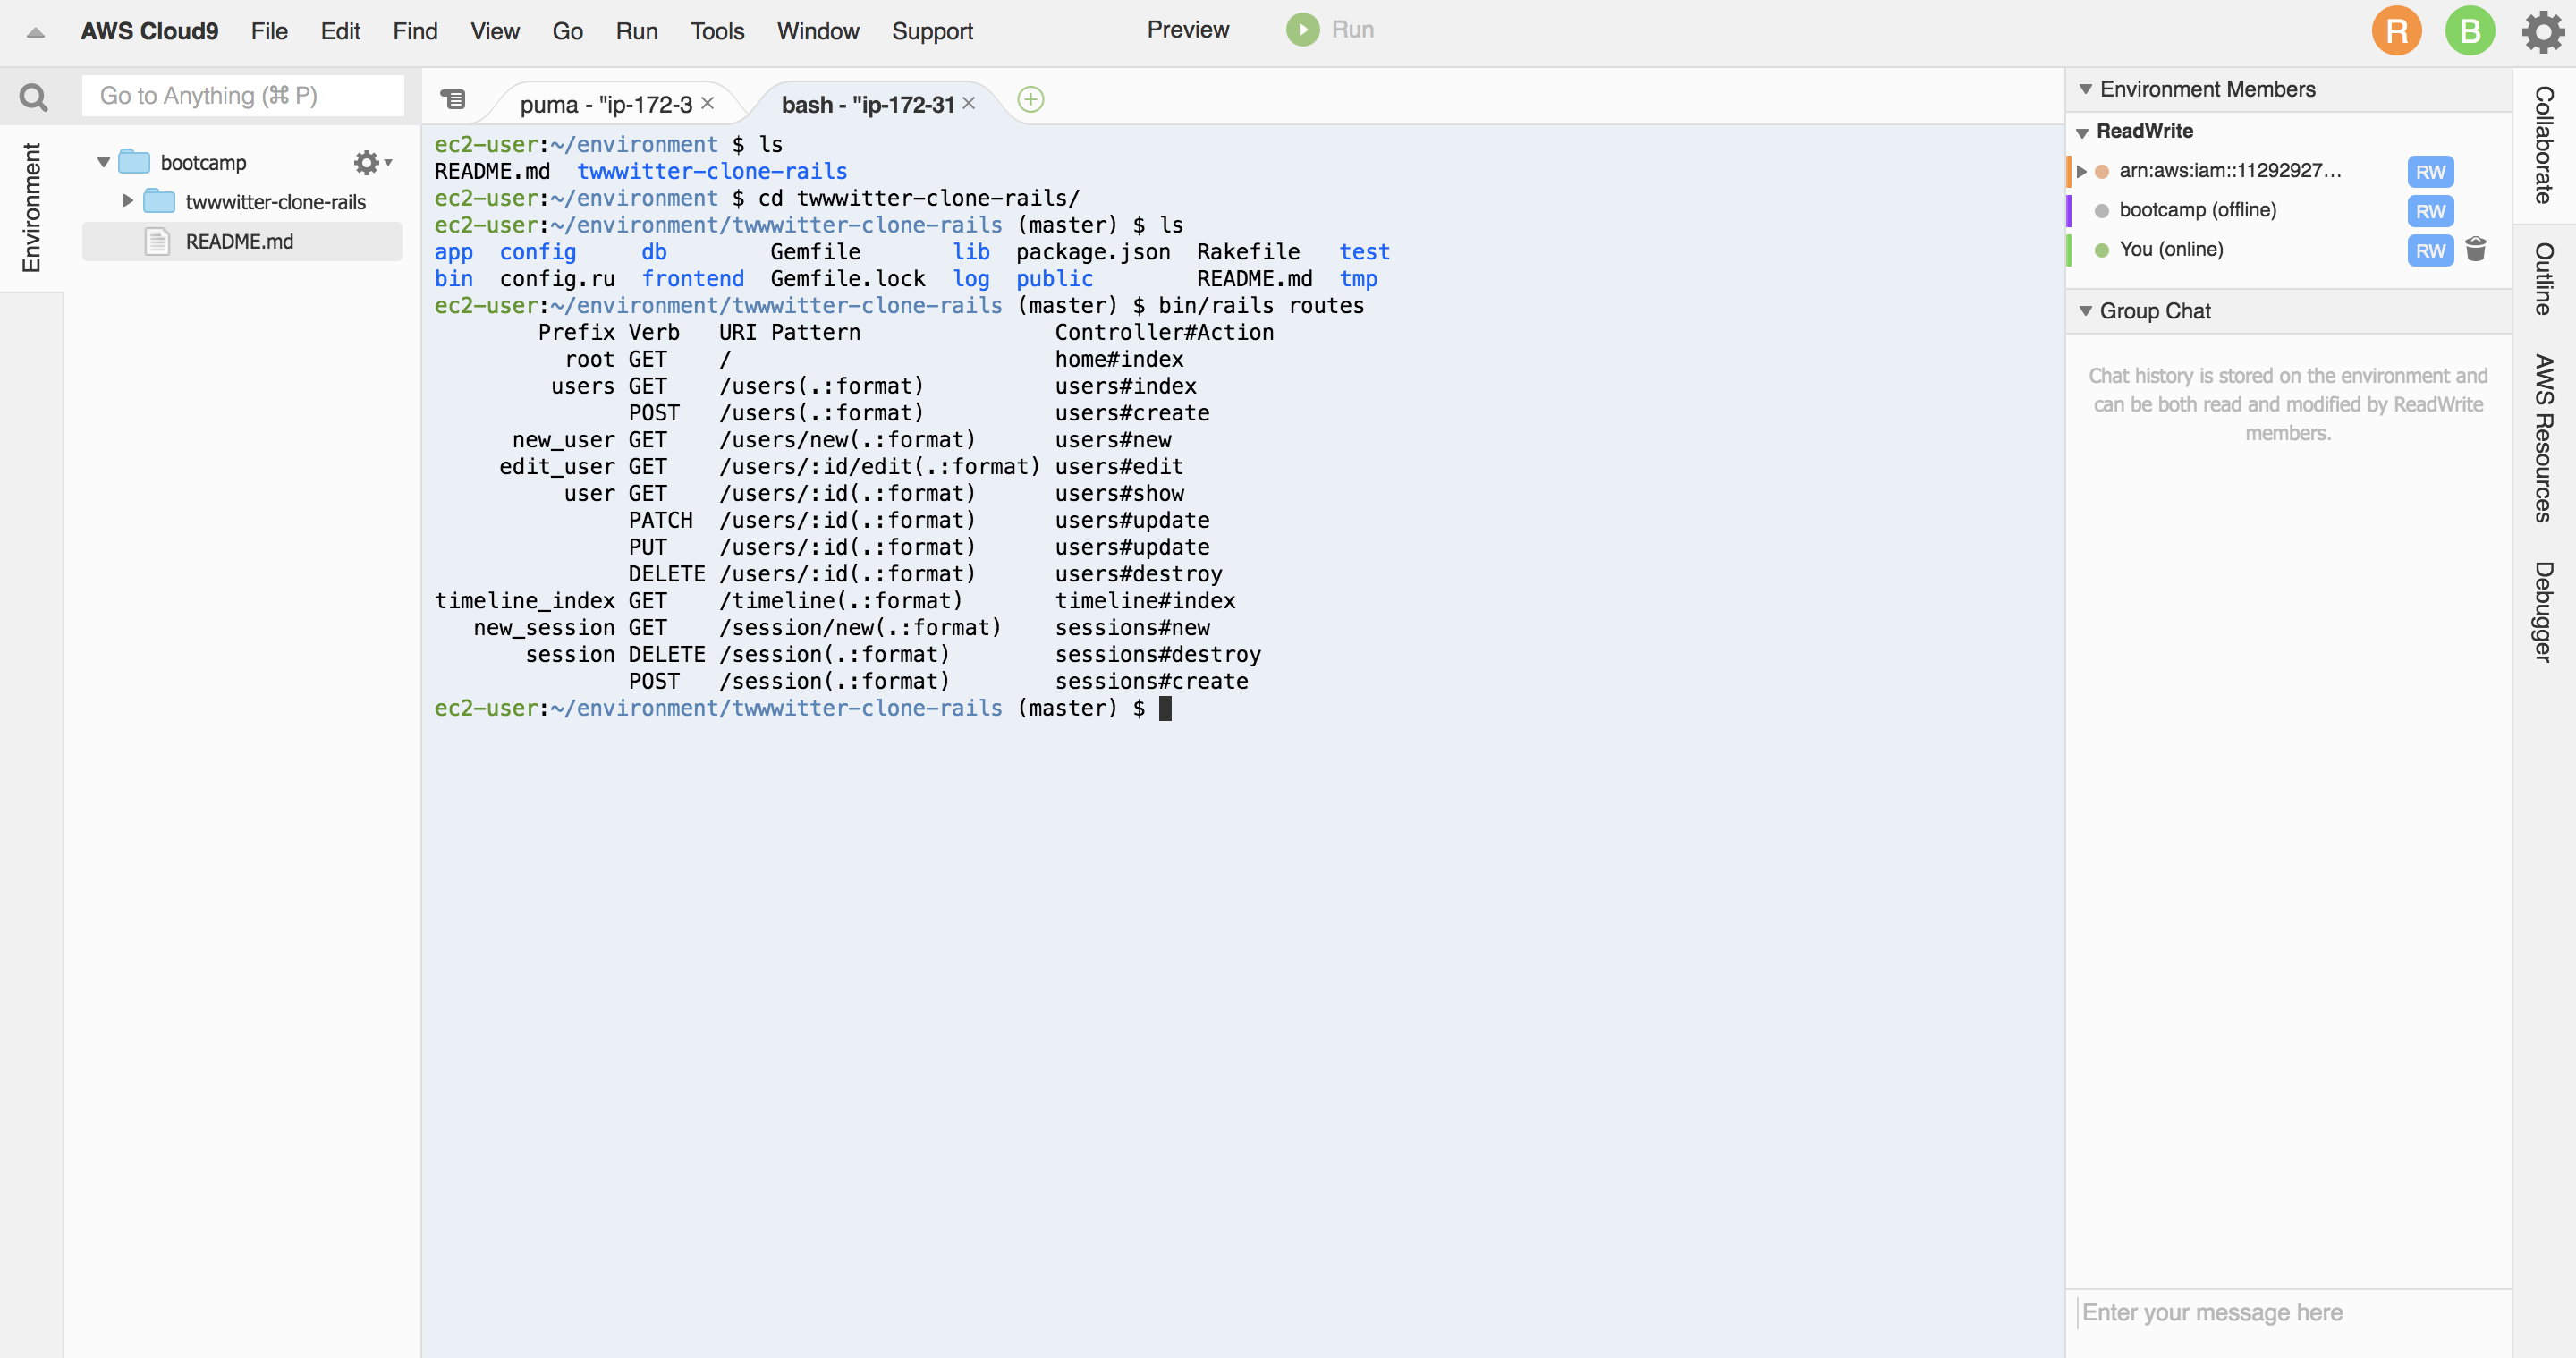 AWS Cloud9 File Edit Find View Go Run Tools Window Support Preview Run R B
Go to Anything (⌘ P)
Environment
bootcamp
twwwitter-clone-rails
README.md
puma - "ip-172-3 × bash - "ip-172-31 ×
ec2-user:~/environment $ ls
README.md  twwwitter-clone-rails
ec2-user:~/environment $ cd twwwitter-clone-rails/
ec2-user:~/environment/twwwitter-clone-rails (master) $ ls
app  config     db        Gemfile       lib  package.json  Rakefile   test
bin  config.ru  frontend  Gemfile.lock  log  public        README.md  tmp
ec2-user:~/environment/twwwitter-clone-rails (master) $ bin/rails routes
        Prefix Verb   URI Pattern               Controller#Action
          root GET    /                         home#index
         users GET    /users(.:format)          users#index
               POST   /users(.:format)          users#create
      new_user GET    /users/new(.:format)      users#new
     edit_user GET    /users/:id/edit(.:format) users#edit
          user GET    /users/:id(.:format)      users#show
               PATCH  /users/:id(.:format)      users#update
               PUT    /users/:id(.:format)      users#update
               DELETE /users/:id(.:format)      users#destroy
timeline_index GET    /timeline(.:format)       timeline#index
   new_session GET    /session/new(.:format)    sessions#new
       session DELETE /session(.:format)        sessions#destroy
               POST   /session(.:format)        sessions#create
ec2-user:~/environment/twwwitter-clone-rails (master) $
Environment Members
ReadWrite
arn:aws:iam::11292927... RW
bootcamp (offline) RW
You (online) RW
Group Chat
Chat history is stored on the environment and
can be both read and modified by ReadWrite
members.
Enter your message here
Collaborate
Outline
AWS Resources
Debugger